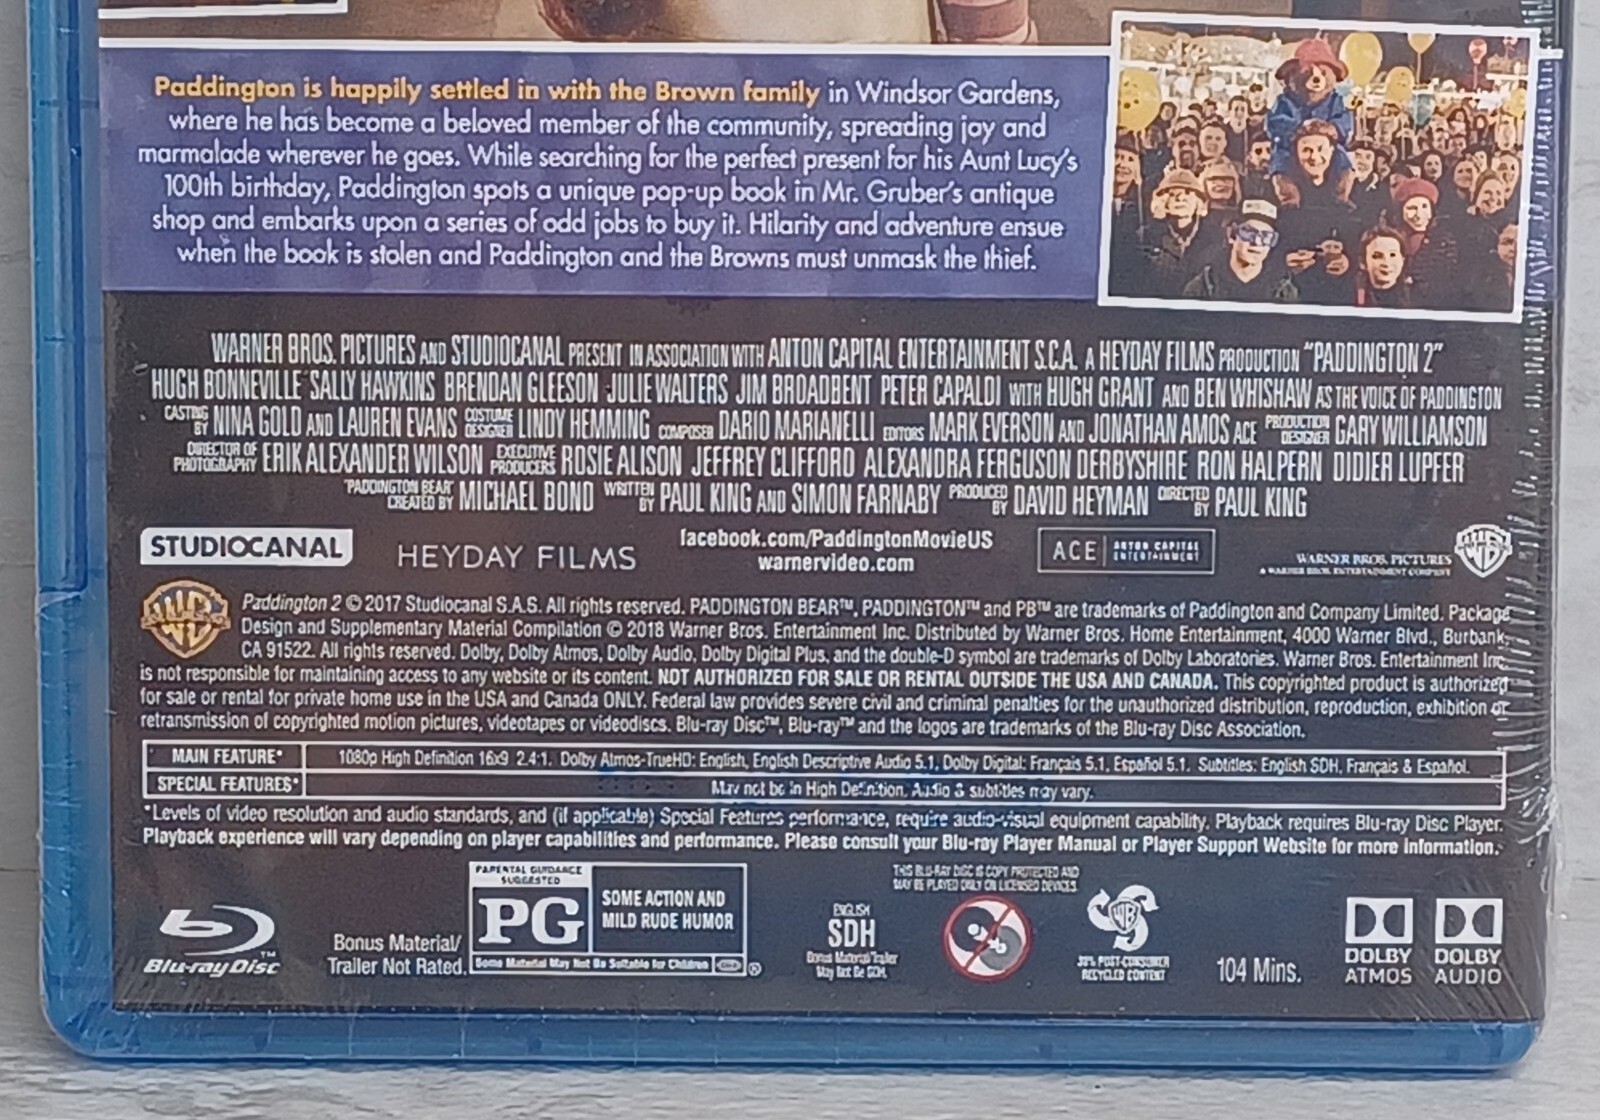 Paddington is happily settled in with the Brown family in Windsor Gardens,
where he has become a beloved member of the community, spreading joy and
marmalade wherever he goes. While searching for the perfect present for his Aunt Lucy's
100th birthday, Paddington spots a unique pop-up book in Mr. Gruber's antique
shop and embarks upon a series of odd jobs to buy it. Hilarity and adventure ensue
when the book is stolen and Paddington and the Browns must unmask the thief.
WARNER BROS. PICTURES AND STUDIOCANAL PRESENT IN ASSOCIATION WITH ANTON CAPITAL ENTERTAINMENT S.C.A. A HEYDAY FILMS PRODUCTION "PADDINGTON 2"
HUGH BONNEVILLE SALLY HAWKINS BRENDAN GLEESON JULIE WALTERS JIM BROADBENT PETER CAPALDI WITH HUGH GRANT AND BEN WHISHAW AS THE VOICE OF PADDINGTON
CASTING BY NINA GOLD AND LAUREN EVANS COSTUME DESIGNER LINDY HEMMING COMPOSER DARIO MARIANELLI EDITORS MARK EVERSON AND JONATHAN AMOS ACE PRODUCTION DESIGNER GARY WILLIAMSON
DIRECTOR OF PHOTOGRAPHY ERIK ALEXANDER WILSON EXECUTIVE PRODUCERS ROSIE ALISON JEFFREY CLIFFORD ALEXANDRA FERGUSON DERBYSHIRE RON HALPERN DIDIER LUPFER
"PADDINGTON BEAR" CREATED BY MICHAEL BOND WRITTEN BY PAUL KING AND SIMON FARNABY PRODUCED BY DAVID HEYMAN DIRECTED BY PAUL KING
STUDIOCANAL HEYDAY FILMS facebook.com/PaddingtonMovieUS ACE ANTON CAPITAL ENTERTAINMENT WARNER BROS. PICTURES WB
warnervideo.com A WARNER BROS. ENTERTAINMENT COMPANY
WB Paddington 2 © 2017 Studiocanal S.A.S. All rights reserved. PADDINGTON BEAR™, PADDINGTON™ and PB™ are trademarks of Paddington and Company Limited. Package
Design and Supplementary Material Compilation © 2018 Warner Bros. Entertainment Inc. Distributed by Warner Bros. Home Entertainment, 4000 Warner Blvd., Burbank,
CA 91522. All rights reserved. Dolby, Dolby Atmos, Dolby Audio, Dolby Digital Plus, and the double-D symbol are trademarks of Dolby Laboratories. Warner Bros. Entertainment Inc.
is not responsible for maintaining access to any website or its content. NOT AUTHORIZED FOR SALE OR RENTAL OUTSIDE THE USA AND CANADA. This copyrighted product is authorized
for sale or rental for private home use in the USA and Canada ONLY. Federal law provides severe civil and criminal penalties for the unauthorized distribution, reproduction, exhibition or
retransmission of copyrighted motion pictures, videotapes or videodiscs. Blu-ray Disc™, Blu-ray™ and the logos are trademarks of the Blu-ray Disc Association.
MAIN FEATURE* 1080p High Definition 16x9 2.4:1. Dolby Atmos-TrueHD: English, English Descriptive Audio 5.1, Dolby Digital: Français 5.1, Español 5.1. Subtitles: English SDH, Français & Español.
SPECIAL FEATURES* May not be in High Definition. Audio & subtitles may vary.
*Levels of video resolution and audio standards, and (if applicable) Special Features performance, require audio-visual equipment capability. Playback requires Blu-ray Disc Player.
Playback experience will vary depending on player capabilities and performance. Please consult your Blu-ray Player Manual or Player Support Website for more information.
Blu-ray Disc™
Bonus Material/
Trailer Not Rated.
PARENTAL GUIDANCE SUGGESTED
PG
SOME ACTION AND
MILD RUDE HUMOR
Some Material May Not Be Suitable for Children ®
THIS BLU-RAY DISC IS COPY PROTECTED AND
MAY BE PLAYED ONLY ON LICENSED DEVICES.
ENGLISH
SDH
Bonus Material/Trailer
May Not Be SDH.
WB
30% POST-CONSUMER
RECYCLED CONTENT
104 Mins.
DOLBY
ATMOS
DOLBY
AUDIO